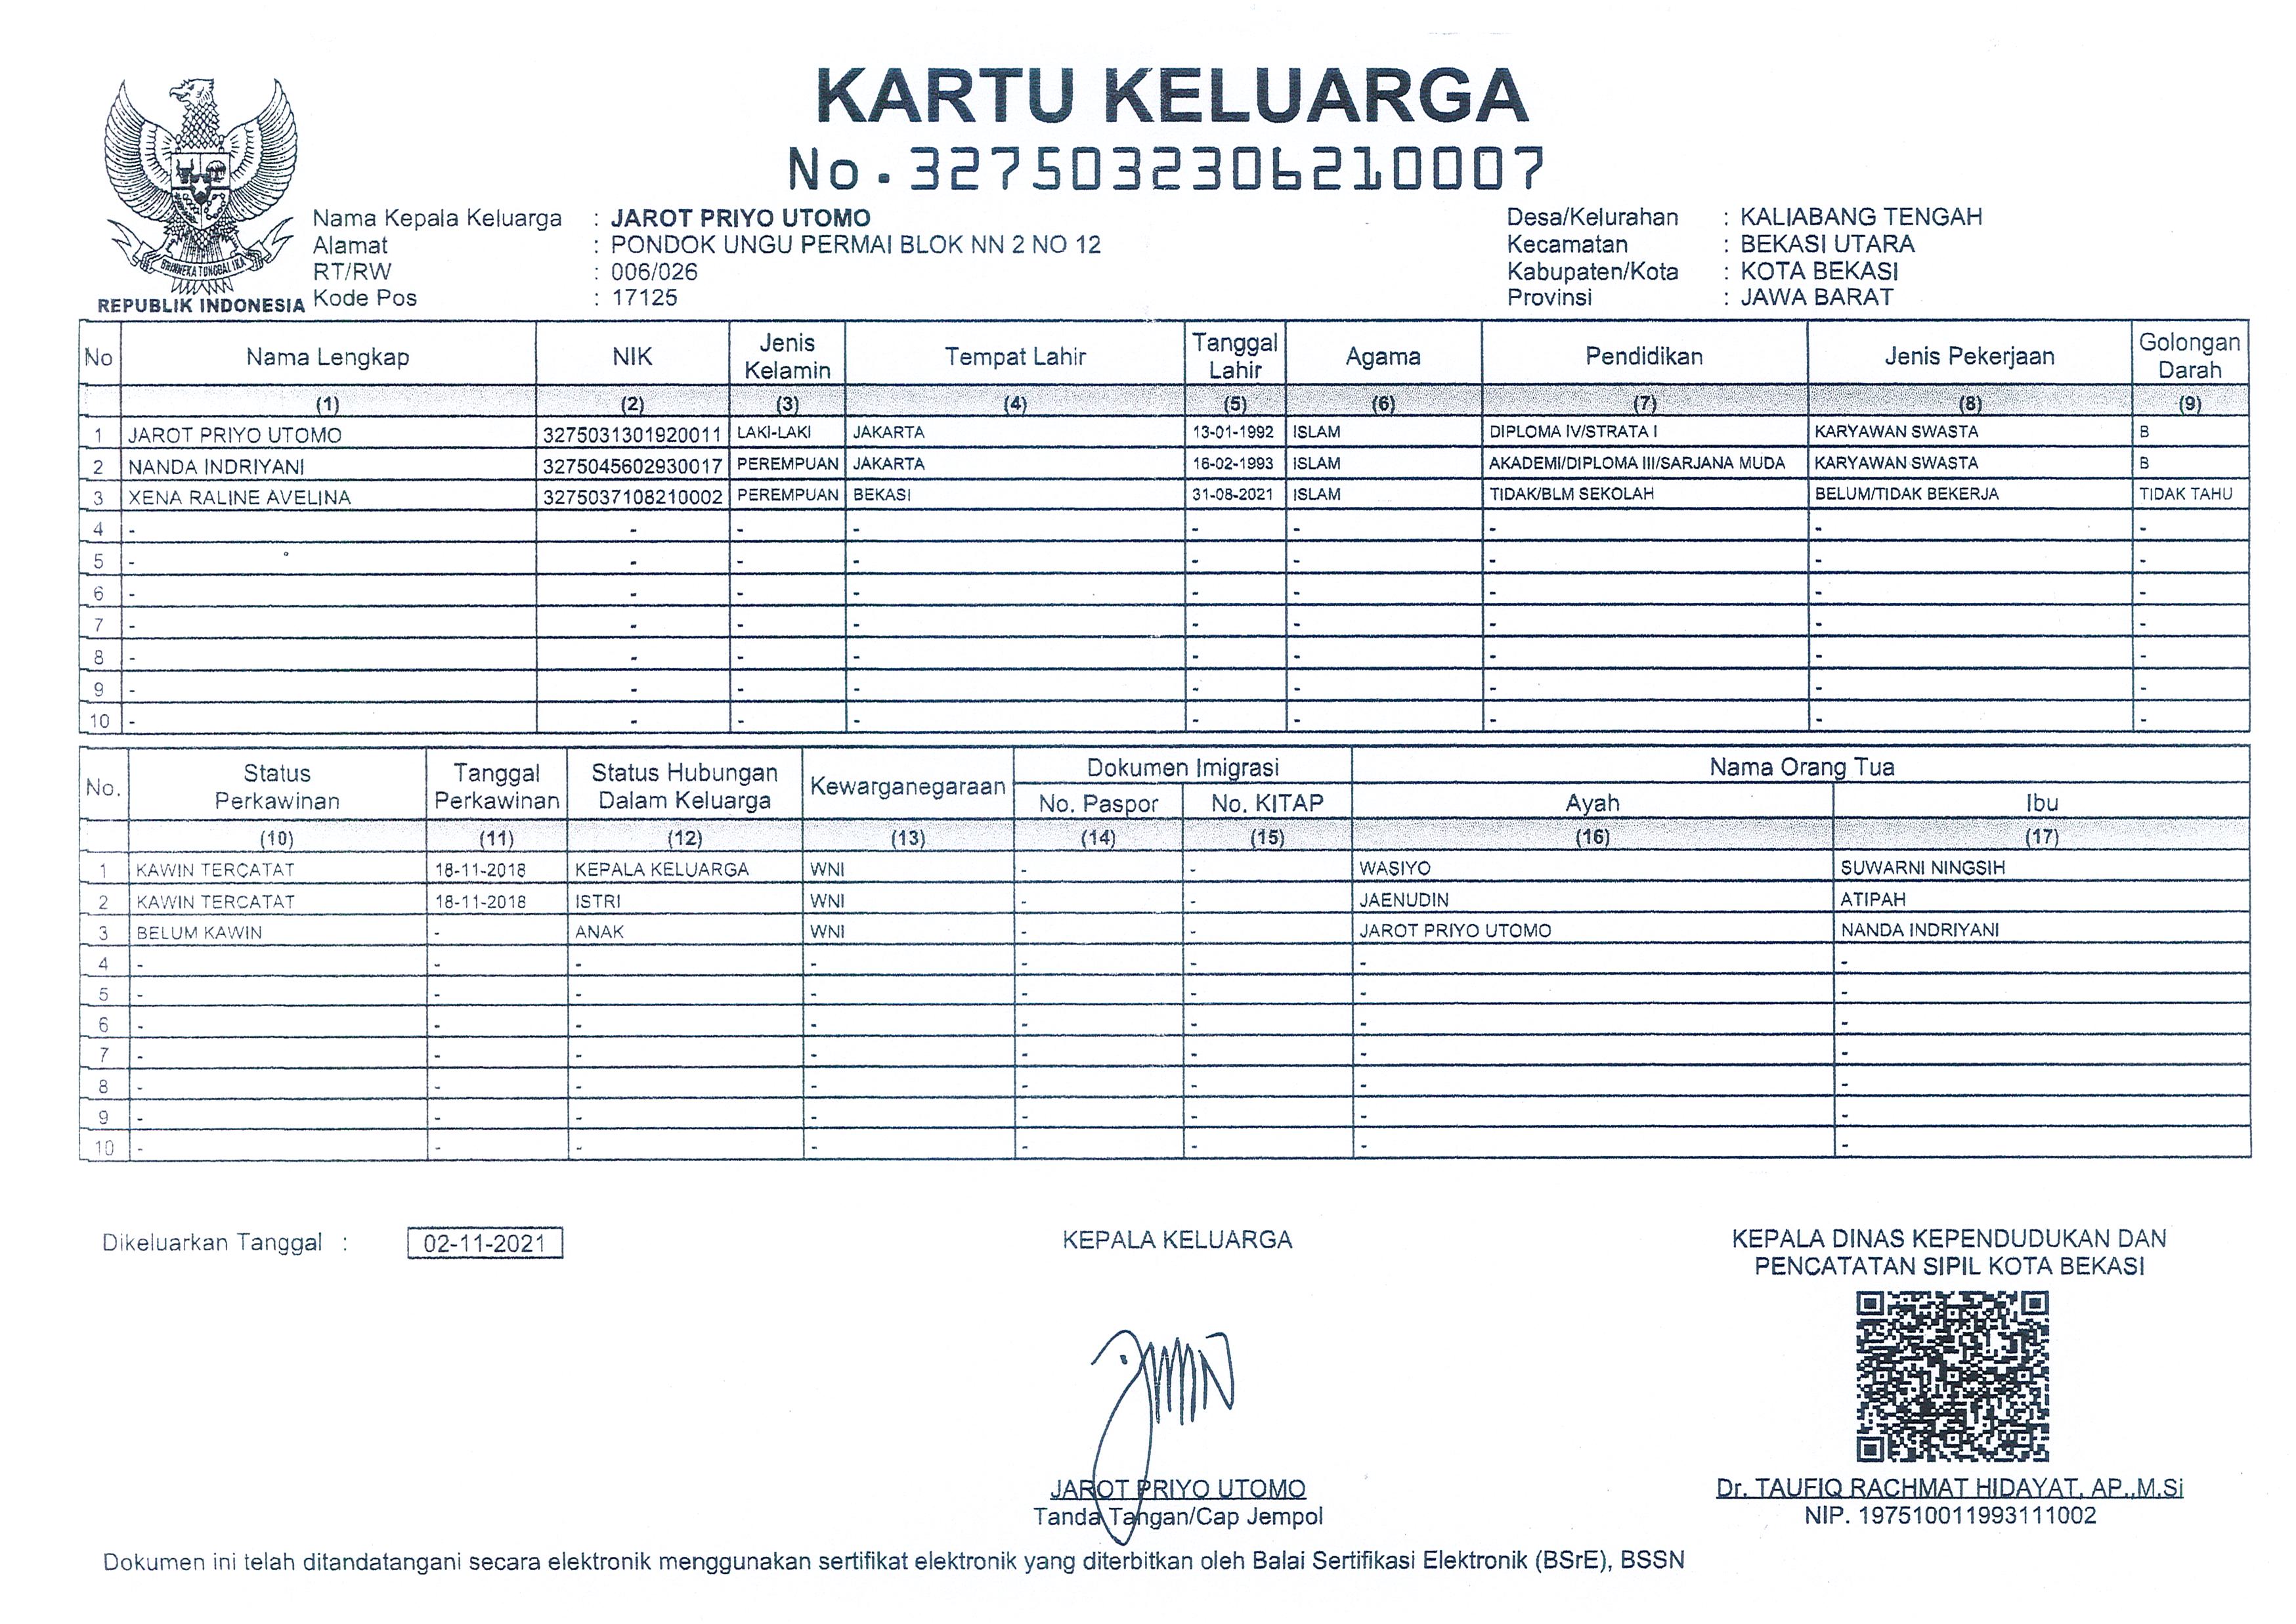 KARTU KELUARGA
No. 3275032306210007
BHINNEKA TUNGGAL IKA
REPUBLIK INDONESIA
Nama Kepala Keluarga : JAROT PRIYO UTOMO
Alamat : PONDOK UNGU PERMAI BLOK NN 2 NO 12
RT/RW : 006/026
Kode Pos : 17125
Desa/Kelurahan : KALIABANG TENGAH
Kecamatan : BEKASI UTARA
Kabupaten/Kota : KOTA BEKASI
Provinsi : JAWA BARAT
No Nama Lengkap NIK Jenis Kelamin Tempat Lahir Tanggal Lahir Agama Pendidikan Jenis Pekerjaan Golongan Darah
(1) (2) (3) (4) (5) (6) (7) (8) (9)
1 JAROT PRIYO UTOMO 3275031301920011 LAKI-LAKI JAKARTA 13-01-1992 ISLAM DIPLOMA IV/STRATA I KARYAWAN SWASTA B
2 NANDA INDRIYANI 3275045602930017 PEREMPUAN JAKARTA 16-02-1993 ISLAM AKADEMI/DIPLOMA III/SARJANA MUDA KARYAWAN SWASTA B
3 XENA RALINE AVELINA 3275037108210002 PEREMPUAN BEKASI 31-08-2021 ISLAM TIDAK/BLM SEKOLAH BELUM/TIDAK BEKERJA TIDAK TAHU
4 - - - - - - - - -
5 - - - - - - - - -
6 - - - - - - - - -
7 - - - - - - - - -
8 - - - - - - - - -
9 - - - - - - - - -
10 - - - - - - - - -
No. Status Perkawinan Tanggal Perkawinan Status Hubungan Dalam Keluarga Kewarganegaraan Dokumen Imigrasi Nama Orang Tua
No. Paspor No. KITAP Ayah Ibu
(10) (11) (12) (13) (14) (15) (16) (17)
1 KAWIN TERCATAT 18-11-2018 KEPALA KELUARGA WNI - - WASIYO SUWARNI NINGSIH
2 KAWIN TERCATAT 18-11-2018 ISTRI WNI - - JAENUDIN ATIPAH
3 BELUM KAWIN - ANAK WNI - - JAROT PRIYO UTOMO NANDA INDRIYANI
4 - - - - - - - -
5 - - - - - - - -
6 - - - - - - - -
7 - - - - - - - -
8 - - - - - - - -
9 - - - - - - - -
10 - - - - - - - -
Dikeluarkan Tanggal : 02-11-2021
KEPALA KELUARGA
JAROT PRIYO UTOMO
Tanda Tangan/Cap Jempol
KEPALA DINAS KEPENDUDUKAN DAN
PENCATATAN SIPIL KOTA BEKASI
Dr. TAUFIQ RACHMAT HIDAYAT, AP.,M.Si
NIP. 197510011993111002
Dokumen ini telah ditandatangani secara elektronik menggunakan sertifikat elektronik yang diterbitkan oleh Balai Sertifikasi Elektronik (BSrE), BSSN